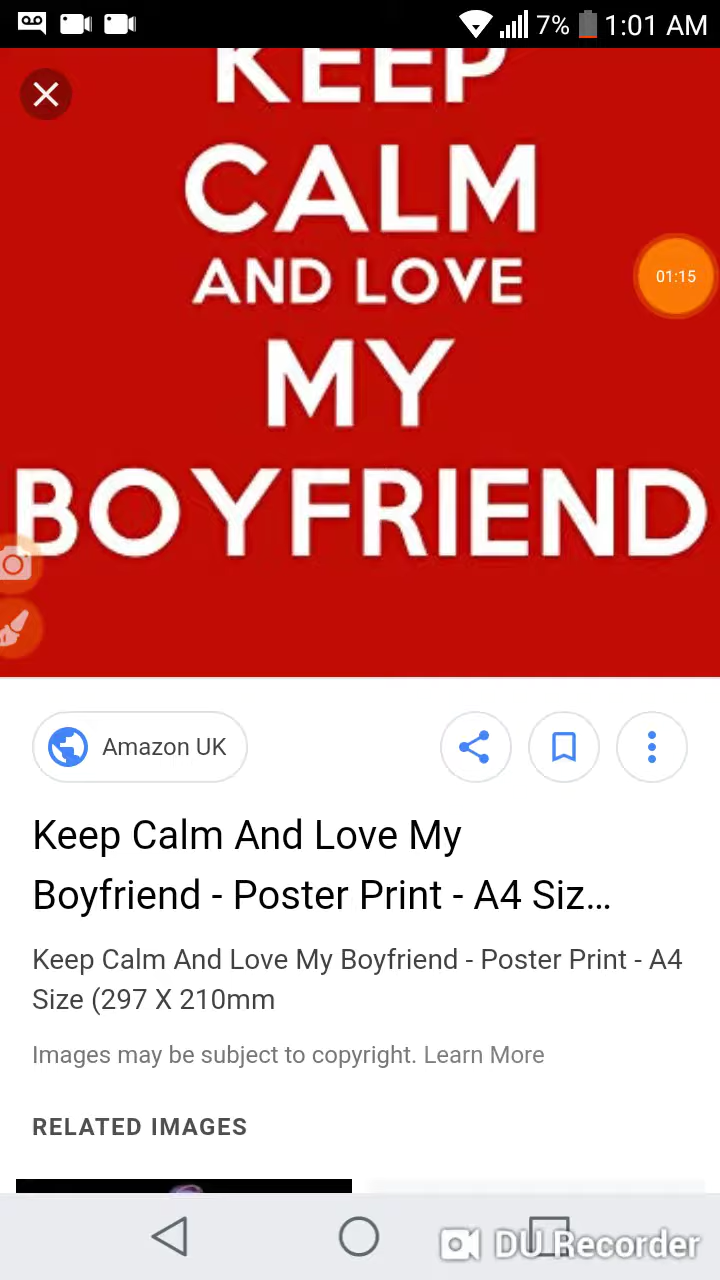 7% 1:01 AM
KEEP
CALM
AND LOVE
MY
BOYFRIEND
01:15
Amazon UK
Keep Calm And Love My
Boyfriend - Poster Print - A4 Siz...
Keep Calm And Love My Boyfriend - Poster Print - A4
Size (297 X 210mm
Images may be subject to copyright. Learn More
RELATED IMAGES
DU Recorder